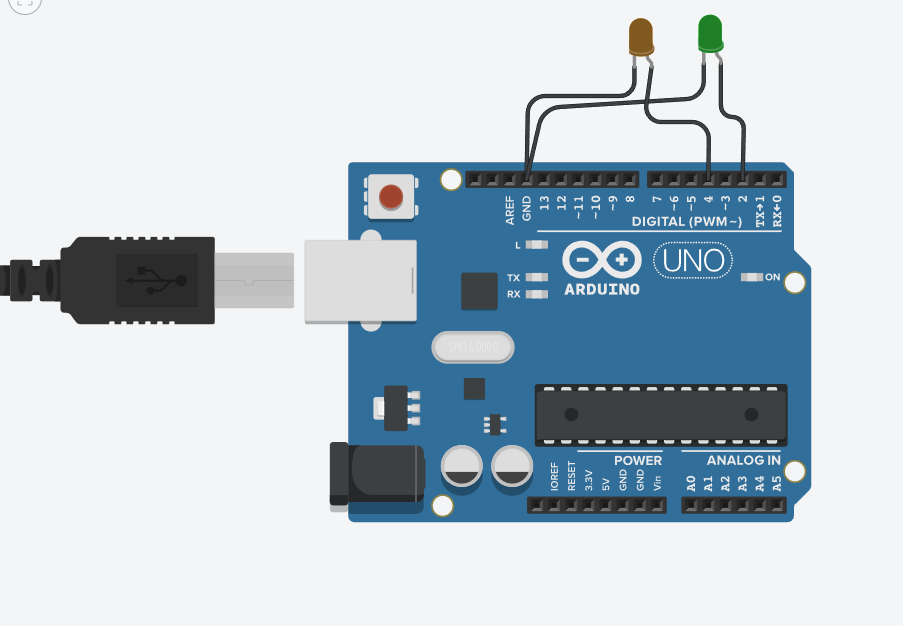 AREF
GND
13
12
~11
~10
~9
8
7
~6
~5
4
~3
2
TX→1
RX←0
DIGITAL (PWM~)
L
TX
RX
ARDUINO
UNO
ON
SPK16.000G
POWER
ANALOG IN
IOREF
RESET
3.3V
5V
GND
GND
Vin
A0
A1
A2
A3
A4
A5